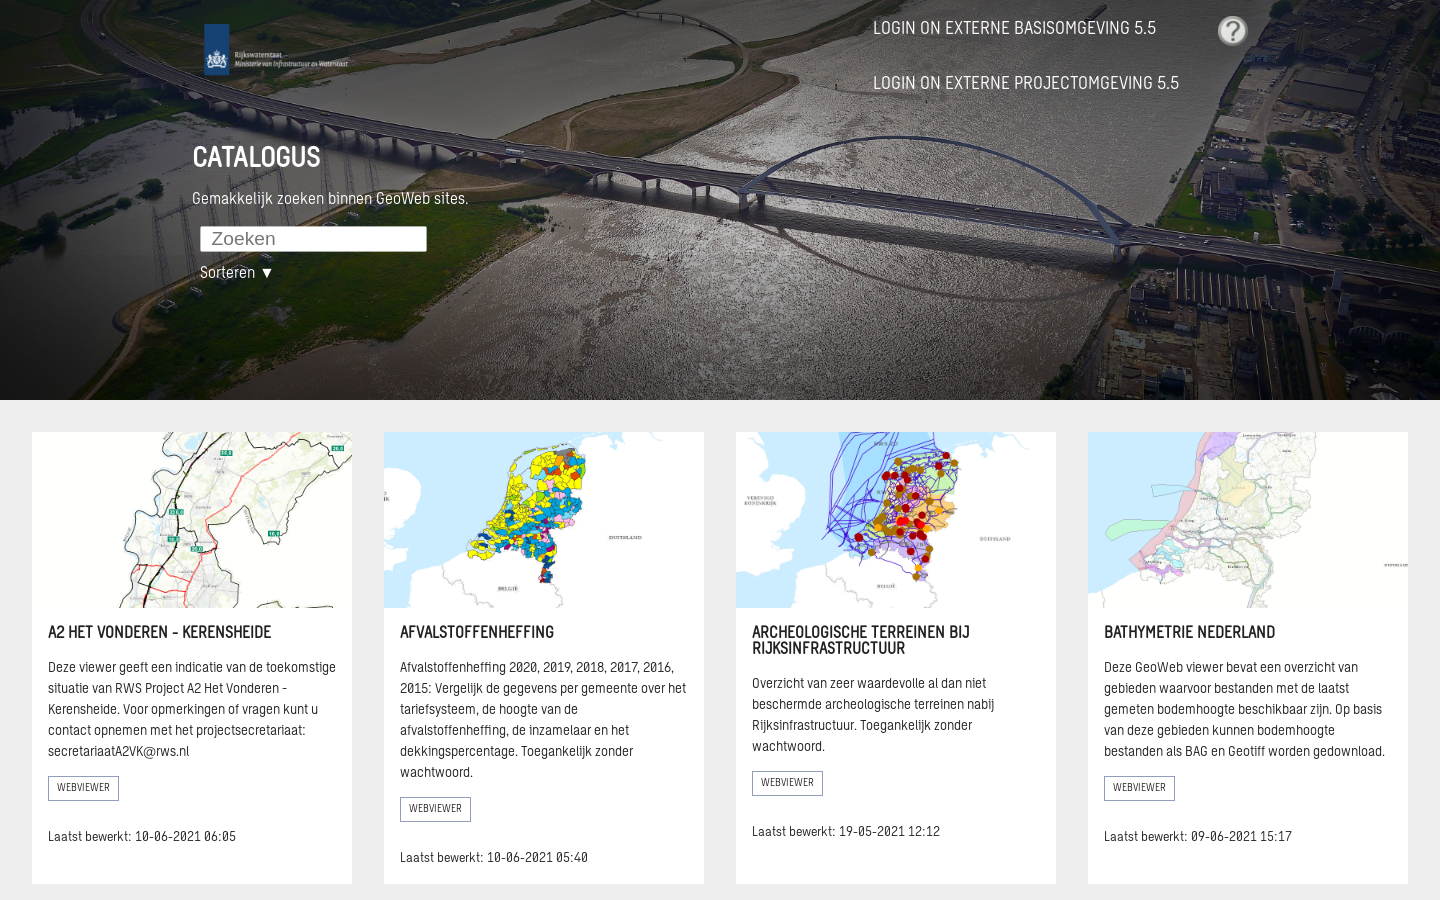 Rijkswaterstaat
Ministerie van Infrastructuur en Waterstaat
LOGIN ON EXTERNE BASISOMGEVING 5.5
LOGIN ON EXTERNE PROJECTOMGEVING 5.5
CATALOGUS
Gemakkelijk zoeken binnen GeoWeb sites.
Zoeken
Sorteren ▼
A2 HET VONDEREN - KERENSHEIDE
Deze viewer geeft een indicatie van de toekomstige
situatie van RWS Project A2 Het Vonderen -
Kerensheide. Voor opmerkingen of vragen kunt u
contact opnemen met het projectsecretariaat:
secretariaatA2VK@rws.nl
WEBVIEWER
Laatst bewerkt: 10-06-2021 06:05
DUITSLAND
BELGIË
AFVALSTOFFENHEFFING
Afvalstoffenheffing 2020, 2019, 2018, 2017, 2016,
2015: Vergelijk de gegevens per gemeente over het
tariefsysteem, de hoogte van de
afvalstoffenheffing, de inzamelaar en het
dekkingspercentage. Toegankelijk zonder
wachtwoord.
WEBVIEWER
Laatst bewerkt: 10-06-2021 05:40
VERENIGD
KONINKRIJK
DUITSLAND
BELGIË
ARCHEOLOGISCHE TERREINEN BIJ
RIJKSINFRASTRUCTUUR
Overzicht van zeer waardevolle al dan niet
beschermde archeologische terreinen nabij
Rijksinfrastructuur. Toegankelijk zonder
wachtwoord.
WEBVIEWER
Laatst bewerkt: 19-05-2021 12:12
BATHYMETRIE NEDERLAND
Deze GeoWeb viewer bevat een overzicht van
gebieden waarvoor bestanden met de laatst
gemeten bodemhoogte beschikbaar zijn. Op basis
van deze gebieden kunnen bodemhoogte
bestanden als BAG en Geotiff worden gedownload.
WEBVIEWER
Laatst bewerkt: 09-06-2021 15:17